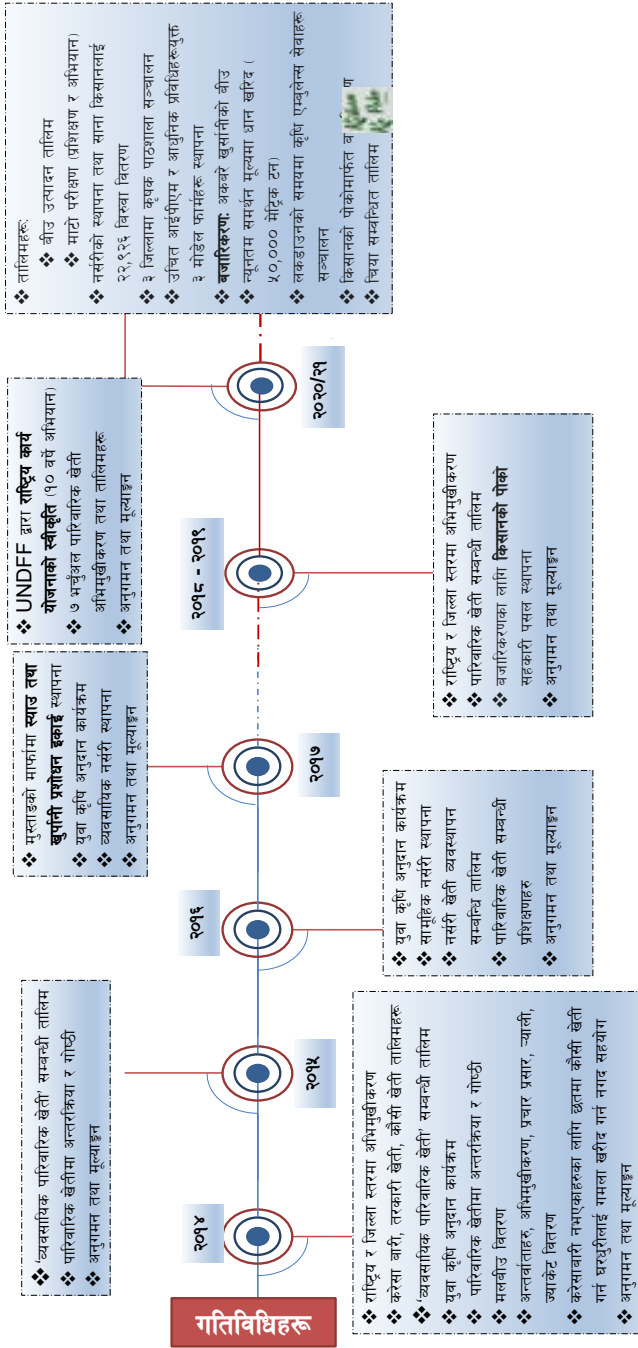 गतिविधिहरू
२०१४
❖ राष्ट्रिय र जिल्ला स्तरमा अभिमुखीकरण
❖ करेसा बारी, तरकारी खेती, कौसी खेती तालिमहरू
❖ 'व्यवसायिक पारिवारिक खेती' सम्बन्धी तालिम
❖ युवा कृषि अनुदान कार्यक्रम
❖ पारिवारिक खेतीमा अन्तरक्रिया र गोष्ठी
❖ मलबीउ वितरण
❖ अन्तर्वार्ताहरु, अभिमुखीकरण, प्रचार प्रसार, र्‍याली,
ज्याकेट वितरण
❖ करेसाबारी नभएकाहरुका लागि छतमा कौसी खेती
गर्न घरधुरीलाई गमला खरीद गर्न नगद सहयोग
❖ अनुगमन तथा मूल्याङ्कन
२०१५
❖ 'व्यवसायिक पारिवारिक खेती' सम्बन्धी तालिम
❖ पारिवारिक खेतीमा अन्तरक्रिया र गोष्ठी
❖ अनुगमन तथा मूल्याङ्कन
२०१६
❖ युवा कृषि अनुदान कार्यक्रम
❖ सामूहिक नर्सरी स्थापना
❖ नर्सरी खेती व्यवस्थापन
सम्बन्धि तालिम
❖ पारिवारिक खेती सम्बन्धी
प्रशिक्षणहरु
❖ अनुगमन तथा मूल्याङ्कन
२०१७
❖ मुस्ताङको मार्फामा स्याउ तथा
खुर्पानी प्रशोधन इकाई स्थापना
❖ युवा कृषि अनुदान कार्यक्रम
❖ व्यवसायिक नर्सरी स्थापना
❖ अनुगमन तथा मूल्याङ्कन
२०१८ - २०१९
❖ राष्ट्रिय र जिल्ला स्तरमा अभिमुखीकरण
❖ पारिवारिक खेती सम्बन्धी तालिम
❖ बजारिकरणका लागि किसानको पोको
सहकारी पसल स्थापना
❖ अनुगमन तथा मूल्याङ्कन
२०२०/२१
❖ UNDFF द्वारा राष्ट्रिय कार्य
योजनाको स्वीकृति (१० वर्षे अभियान)
❖ ७ भर्चुअल पारिवारिक खेती
अभिमुखीकरण तथा तालिमहरू
❖ अनुगमन तथा मूल्याङ्कन
❖ तालिमहरु:
❖ बीउ उत्पादन तालिम
❖ माटो परीक्षण (प्रशिक्षण र अभियान)
❖ नर्सरीको स्थापना तथा साना किसानलाई
२२,९२६ बिरुवा वितरण
❖ ३ जिल्लामा कृषक पाठशाला सञ्चालन
❖ उचित आईपीएम र आधुनिक प्रविधिहरूयुक्त
३ मोडेल फार्महरू स्थापना
❖ बजारिकरण: अकबरे खुर्सानीको बीउ
❖ न्यूनतम समर्थन मूल्यमा धान खरिद (
५०,००० मेट्रिक टन)
❖ लकडाउनको समयमा कृषि एम्बुलेन्स सेवाहरू
सञ्चालन
❖ किसानको पोकोमार्फत
❖ चिया सम्बन्धित तालिम